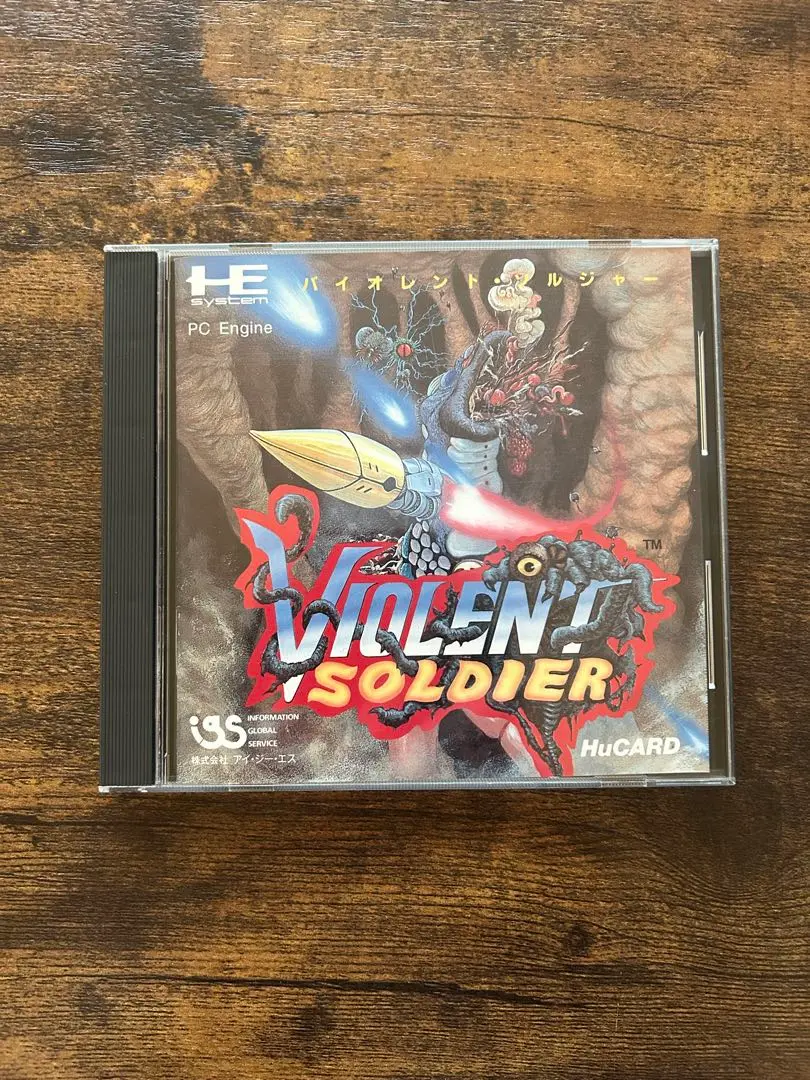 HE
system
バイオレント・ソルジャー
PC Engine
TM
VIOLENT
SOLDIER
igs
INFORMATION
GLOBAL
SERVICE
株式会社 アイ・ジー・エス
HuCARD